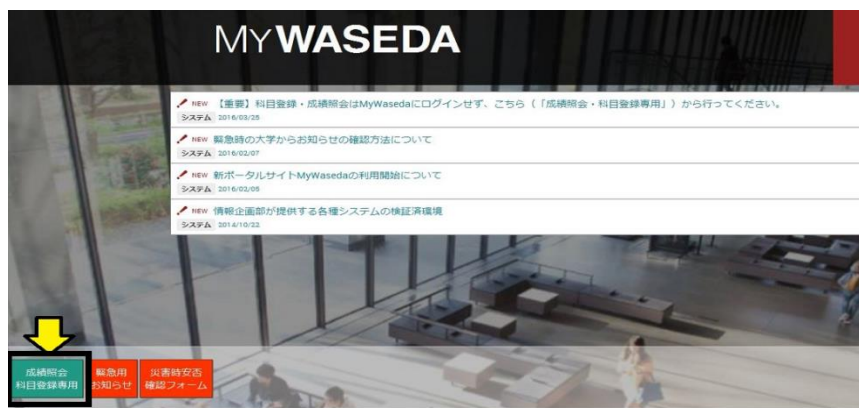 MYWASEDA
NEW 【重要】科目登録・成績照会はMyWasedaにログインせず、こちら（「成績照会・科目登録専用」）から行ってください。
システム 2016/03/25
NEW 緊急時の大学からお知らせの確認方法について
システム 2016/02/07
NEW 新ポータルサイトMyWasedaの利用開始について
システム 2016/02/05
NEW 情報企画部が提供する各種システムの検証済環境
システム 2014/10/22
成績照会
科目登録専用
緊急用
お知らせ
災害時安否
確認フォーム